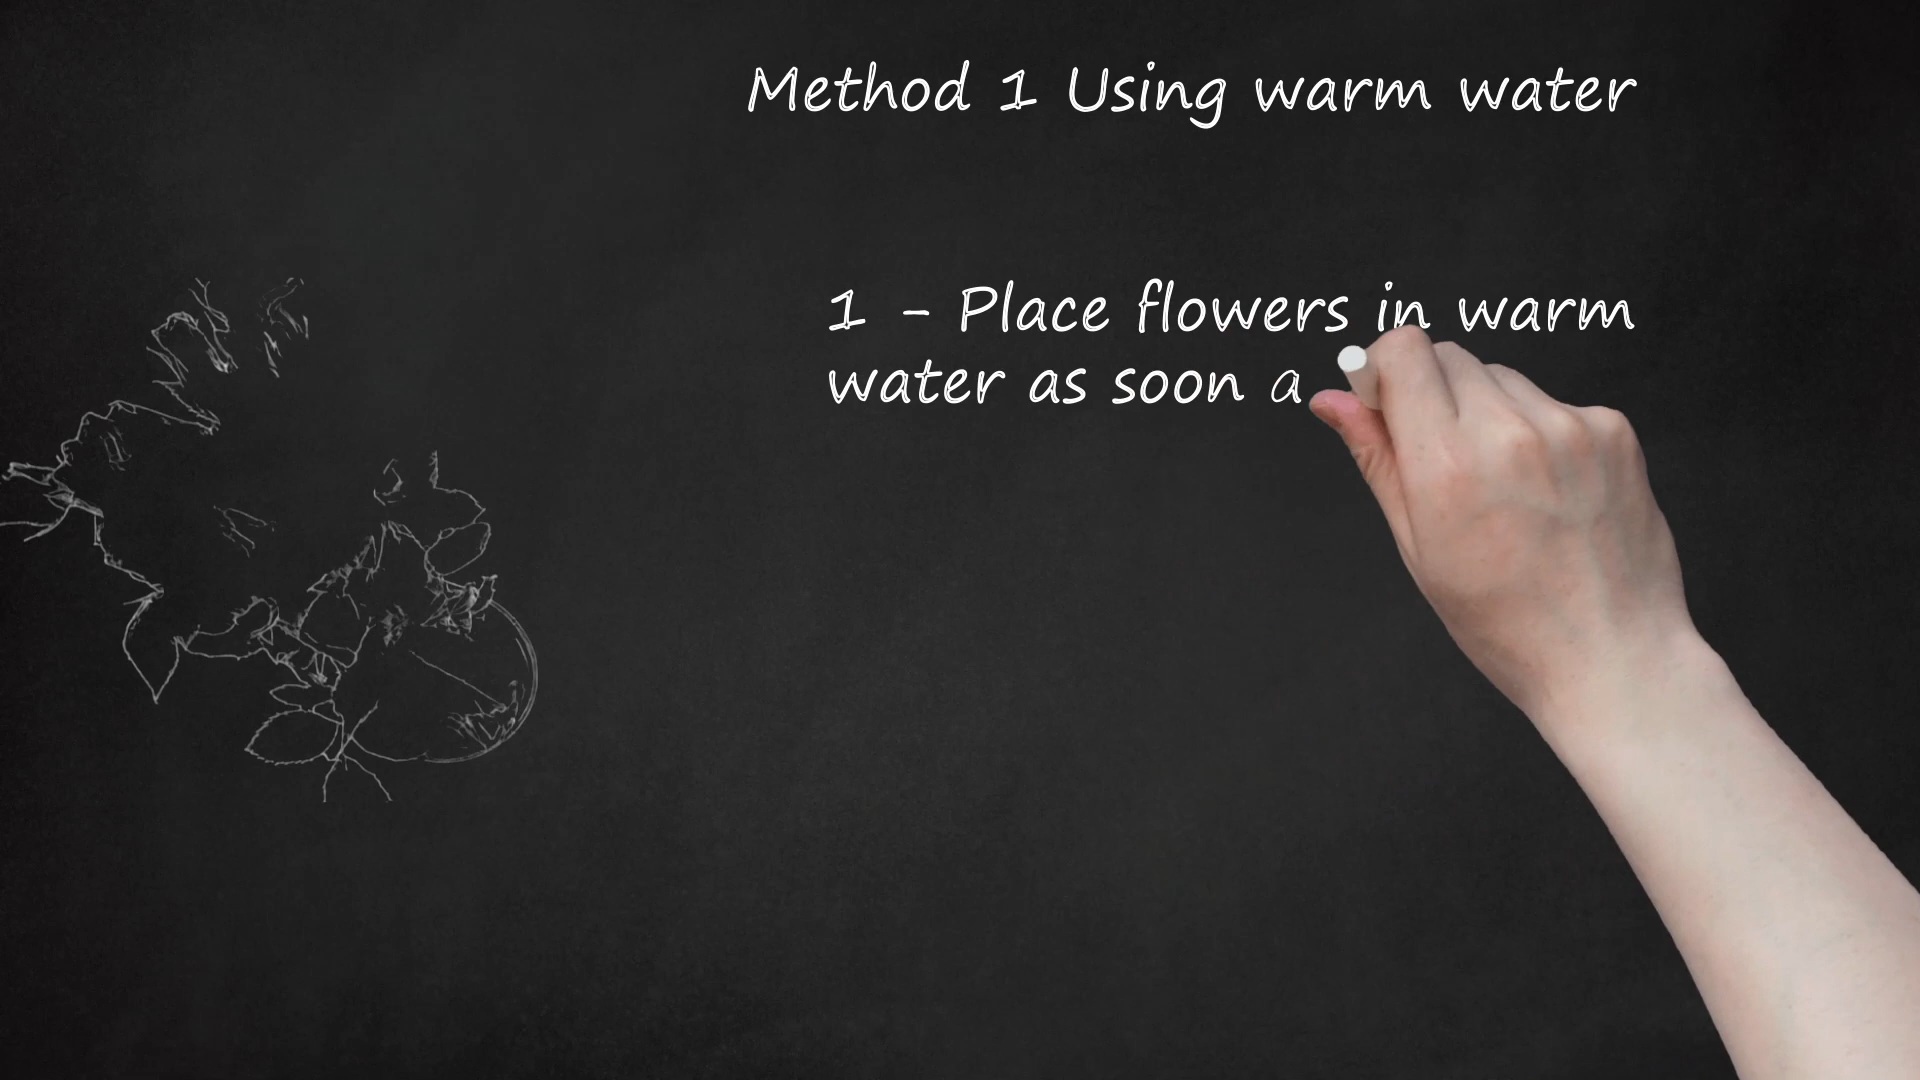 Method 1 Using warm water
1 - Place flowers in warm
water as soon a